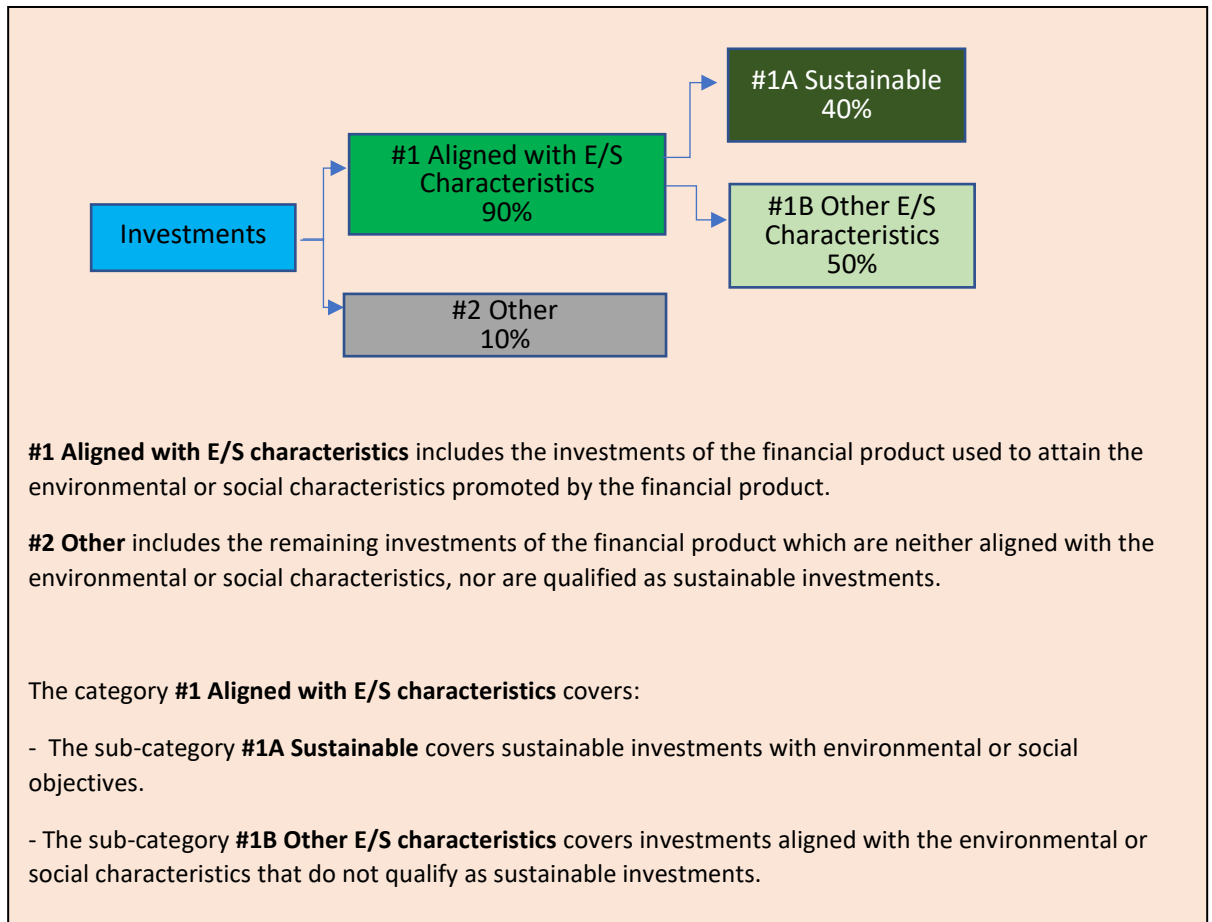 #1A Sustainable
40%
#1 Aligned with E/S
Characteristics
90%
#1B Other E/S
Characteristics
50%
Investments
#2 Other
10%
#1 Aligned with E/S characteristics includes the investments of the financial product used to attain the
environmental or social characteristics promoted by the financial product.
#2 Other includes the remaining investments of the financial product which are neither aligned with the
environmental or social characteristics, nor are qualified as sustainable investments.
The category #1 Aligned with E/S characteristics covers:
- The sub-category #1A Sustainable covers sustainable investments with environmental or social
objectives.
- The sub-category #1B Other E/S characteristics covers investments aligned with the environmental or
social characteristics that do not qualify as sustainable investments.